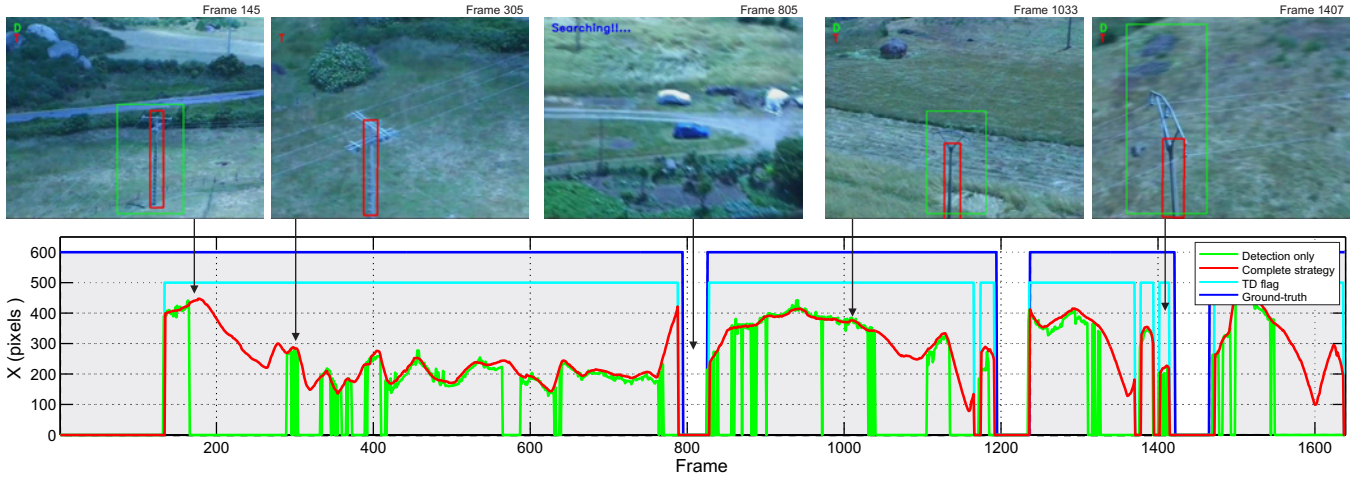 Frame 145
Frame 305
Frame 805
Frame 1033
Frame 1407
D
T
T
Searching!!...
D
T
D
T
600
500
400
300
200
100
0
X (pixels )
200
400
600
800
1000
1200
1400
1600
Frame
Detection only
Complete strategy
TD flag
Ground-truth